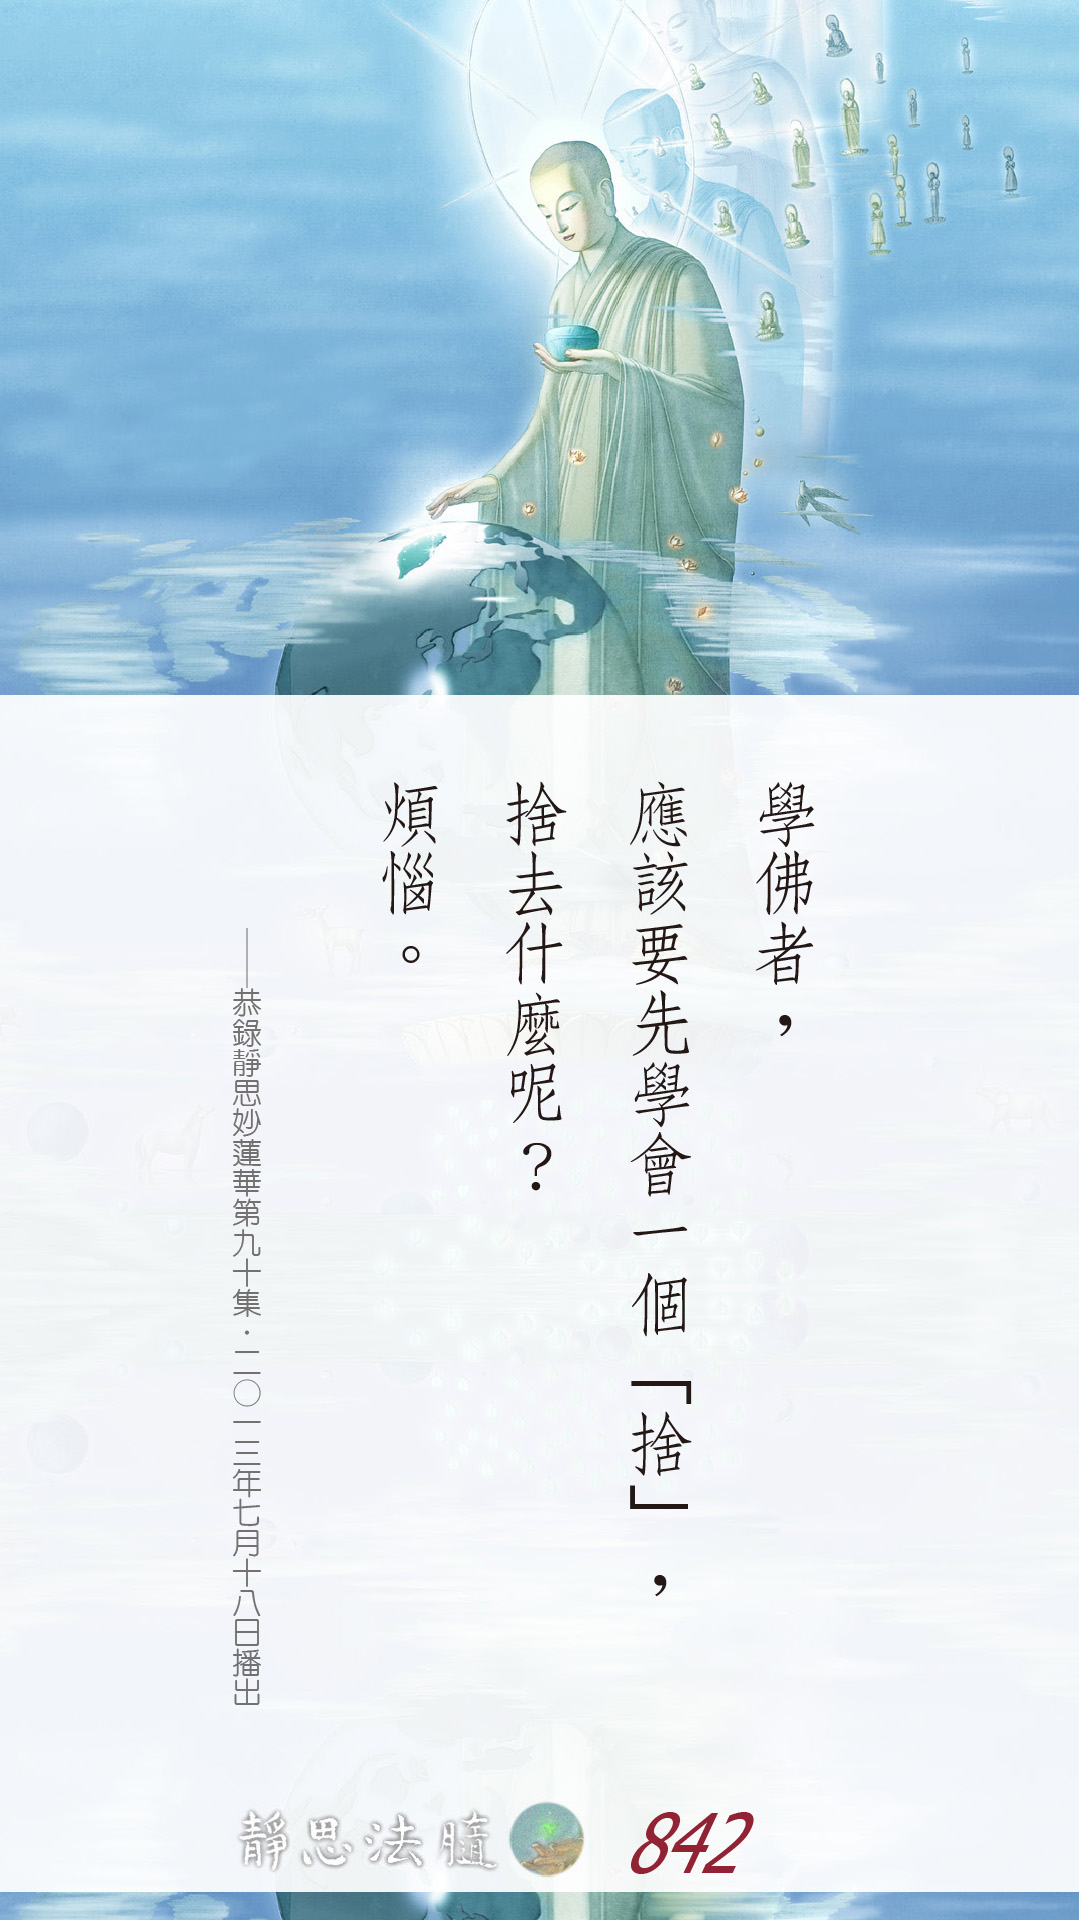 學佛者，
應該要先學會一個「捨」，
捨去什麼呢？
煩惱。
——恭錄靜思妙蓮華第九十集．二〇一三年七月十八日播出
靜思法髓
842